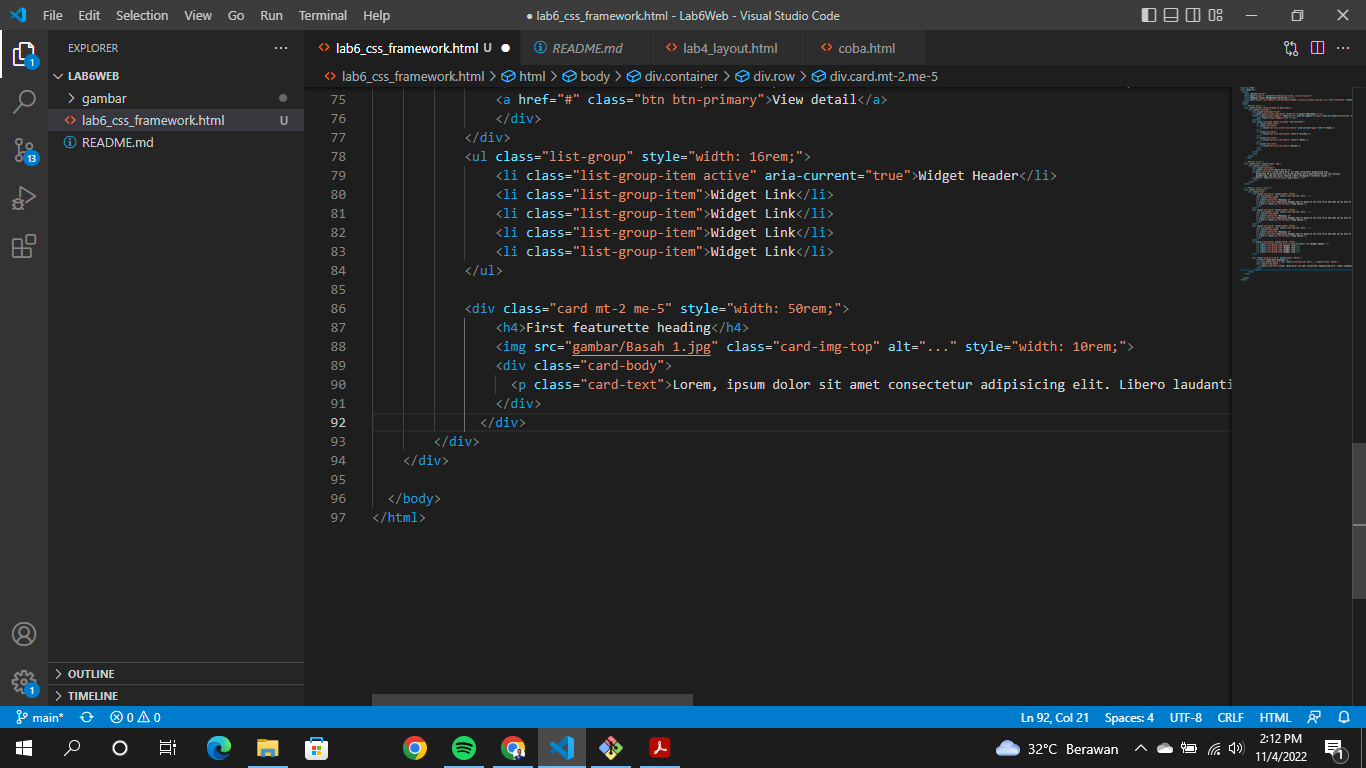 File Edit Selection View Go Run Terminal Help
● lab6_css_framework.html - Lab6Web - Visual Studio Code
EXPLORER
lab6_css_framework.html U
README.md
lab4_layout.html
coba.html
lab6_css_framework.html > html > body > div.container > div.row > div.card.mt-2.me-5
LAB6WEB
gambar
lab6_css_framework.html U
README.md
1
13
75 <a href="#" class="btn btn-primary">View detail</a>
76 </div>
77 </div>
78 <ul class="list-group" style="width: 16rem;">
79 <li class="list-group-item active" aria-current="true">Widget Header</li>
80 <li class="list-group-item">Widget Link</li>
81 <li class="list-group-item">Widget Link</li>
82 <li class="list-group-item">Widget Link</li>
83 <li class="list-group-item">Widget Link</li>
84 </ul>
85
86 <div class="card mt-2 me-5" style="width: 50rem;">
87 <h4>First featurette heading</h4>
88 <img src="gambar/Basah 1.jpg" class="card-img-top" alt="..." style="width: 10rem;">
89 <div class="card-body">
90 <p class="card-text">Lorem, ipsum dolor sit amet consectetur adipisicing elit. Libero laudanti
91 </div>
92 </div>
93 </div>
94 </div>
95
96 </body>
97 </html>
1
OUTLINE
TIMELINE
main* 0 0
Ln 92, Col 21 Spaces: 4 UTF-8 CRLF HTML
32°C Berawan
2:12 PM
11/4/2022
1